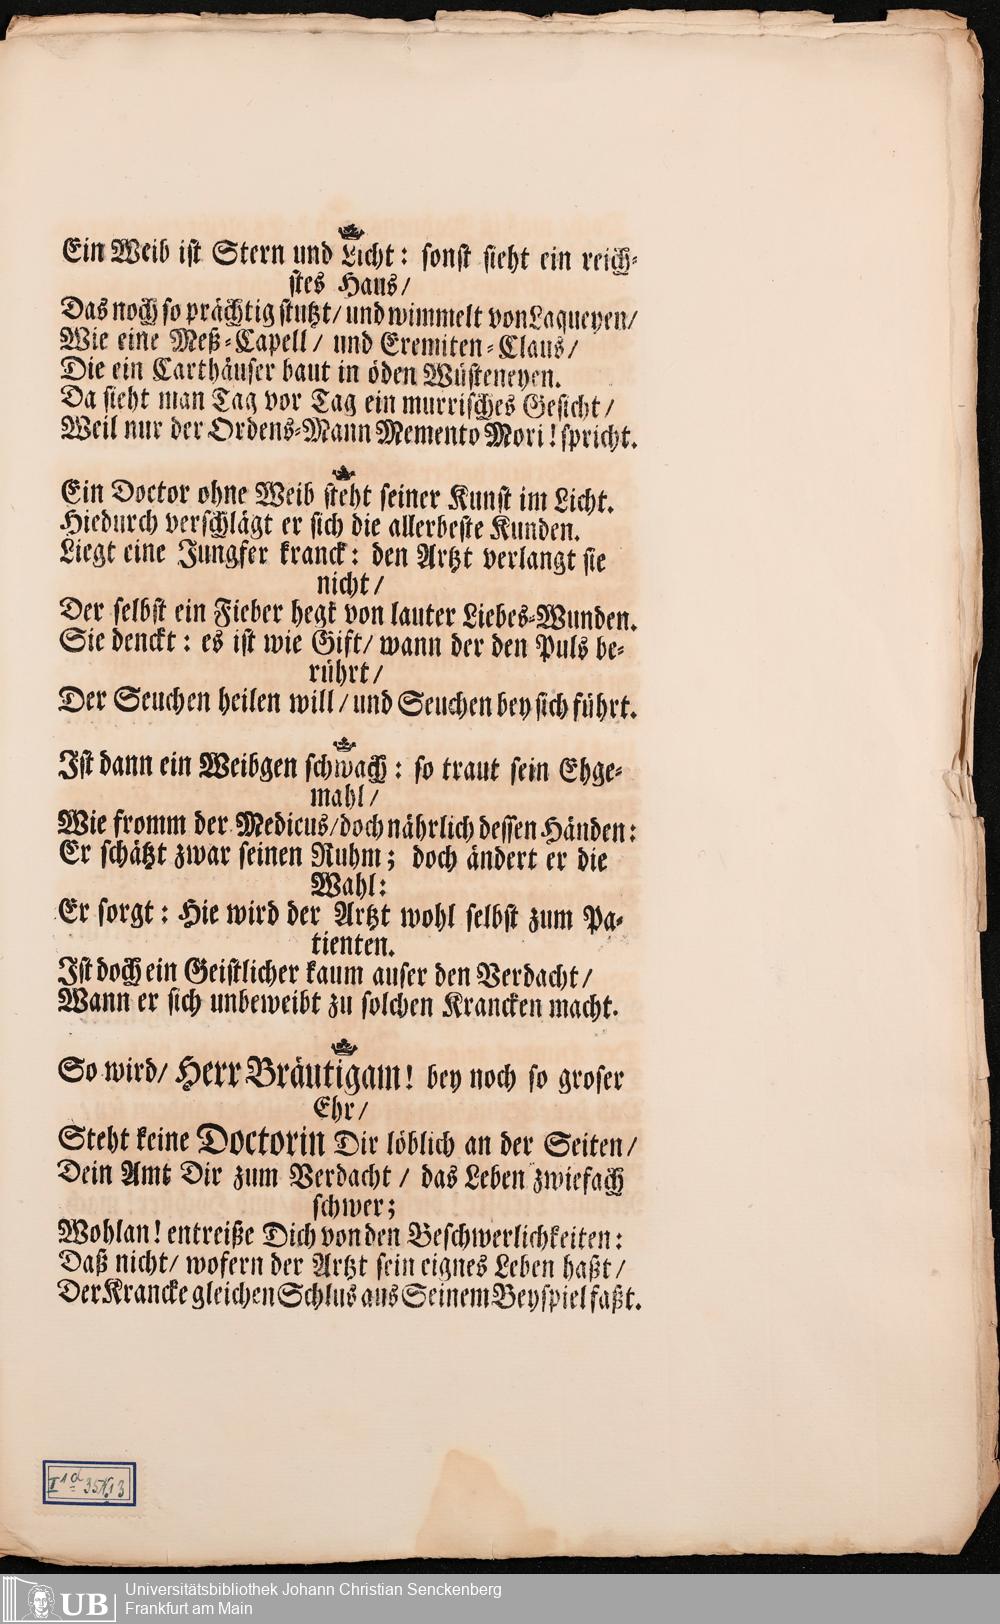 Ein Weib ist Stern und Licht: sonst sieht ein reich-
stes Haus/
Das noch so prächtig stutzt/ und wimmelt von Laqueyen/
Wie eine Meß-Capell/ und Eremiten-Claus/
Die ein Carthäuser baut in öden Wüsteneyen.
Da sieht man Tag vor Tag ein murrisches Gesicht/
Weil nur der Ordens-Mann Memento Mori! spricht.
Ein Doctor ohne Weib steht seiner Kunst im Licht.
Hiedurch verschlägt er sich die allerbeste Kunden.
Liegt eine Jungfer kranck: den Artzt verlangt sie
nicht/
Der selbst ein Fieber hegt von lauter Liebes-Wunden.
Sie denckt: es ist wie Gift/ wann der den Puls be-
rührt/
Der Seuchen heilen will/ und Seuchen bey sich führt.
Ist dann ein Weibgen schwach: so traut sein Ehge-
mahl/
Wie fromm der Medicus/ doch nährlich dessen Händen:
Er schätzt zwar seinen Ruhm; doch ändert er die
Wahl:
Er sorgt: Hie wird der Artzt wohl selbst zum Pa-
tienten.
Ist doch ein Geistlicher kaum auser den Verdacht/
Wann er sich unbeweibt zu solchen Krancken macht.
So wird/ Herr Bräutigam! bey noch so groser
Ehr/
Steht keine Doctorin Dir löblich an der Seiten/
Dein Amt Dir zum Verdacht/ das Leben zwiefach
schwer;
Wohlan! entreiße Dich von den Beschwerlichkeiten:
Daß nicht/ wofern der Artzt sein eignes Leben haßt/
Der Krancke gleichen Schlus aus Seinem Beyspiel faßt.
UB
Universitätsbibliothek Johann Christian Senckenberg
Frankfurt am Main